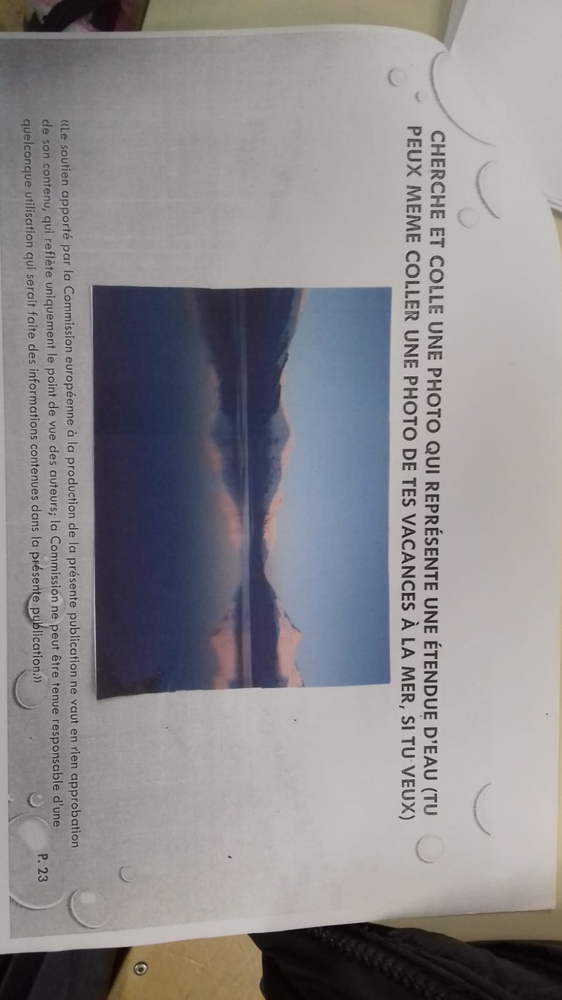 CHERCHE ET COLLE UNE PHOTO QUI REPRÉSENTE UNE ÉTENDUE D'EAU (TU
PEUX MEME COLLER UNE PHOTO DE TES VACANCES À LA MER, SI TU VEUX)
((Le soutien apporté par la Commission européenne à la production de la présente publication ne vaut en rien approbation
de son contenu, qui reflète uniquement le point de vue des auteurs; la Commission ne peut être tenue responsable d'une
quelconque utilisation qui serait faite des informations contenues dans la présente publication.))
P. 23